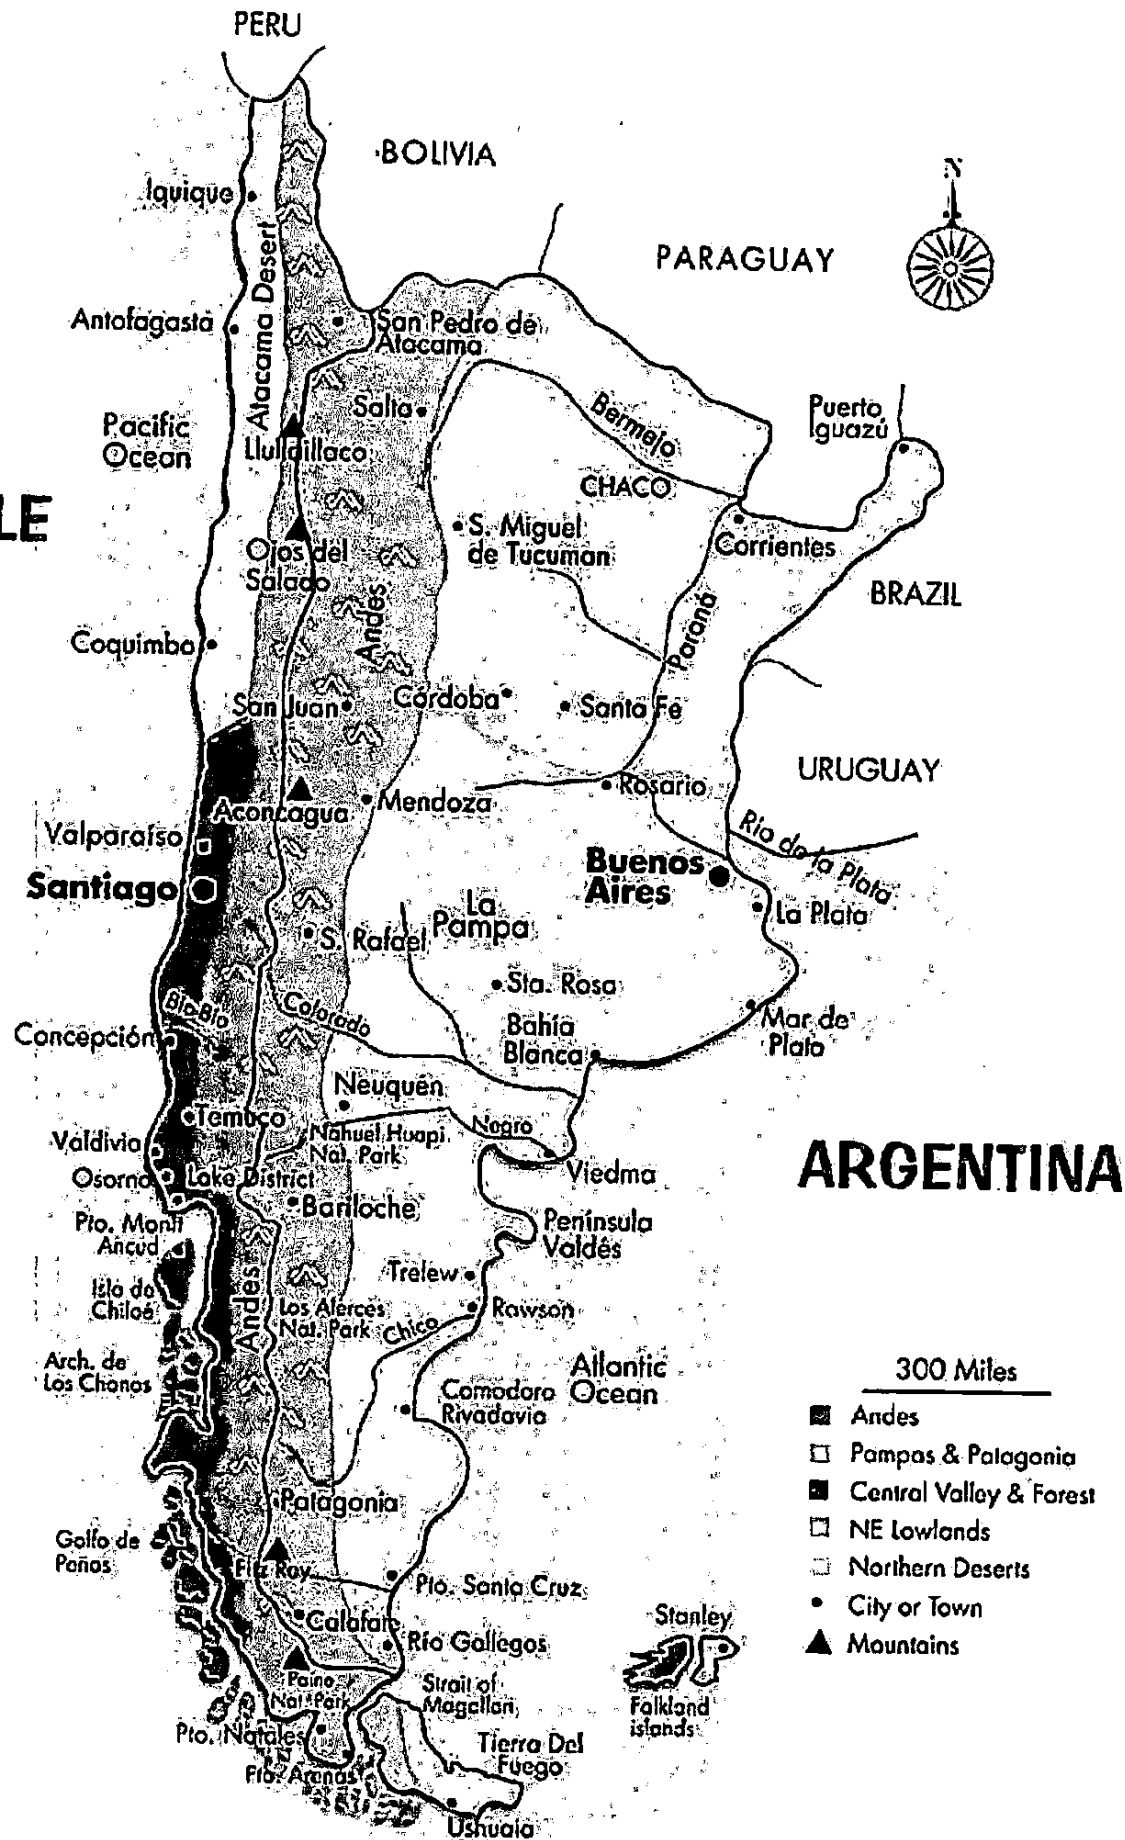 PERU
BOLIVIA
N
Iquique
PARAGUAY
Atacama Desert
Antofagasta
San Pedro de
Atacama
Salta
Bermejo
Puerto
Iguazú
Pacific
Ocean
Llullaillaco
CHACO
LE
S. Miguel
de Tucuman
Corrientes
Ojos del
Salado
BRAZIL
Andes
Paraná
Coquimba
San Juan
Córdoba
Santa Fé
URUGUAY
Rosario
Mendoza
Aconcagua
Valparaíso
Río de la Plata
Buenos
Aires
Santiago
La
Pampa
La Plata
S. Rafael
Sta. Rosa
Bío-Bío
Colorado
Mar de
Plata
Bahía
Blanca
Concepción
Neuquén
Temuco
Negro
Nahuel Huapi
Nat. Park
Valdivia
Viedma
ARGENTINA
Osorno
Lake District
Bariloche
Pto. Montt
Ancud
Península
Valdés
Trelew
Isla de
Chiloé
Los Alerces
Nat. Park
Rawson
Chico
Andes
Arch. de
Los Chonos
Atlantic
Ocean
Comodoro
Rivadavia
300 Miles
Andes
Pampas & Patagonia
Central Valley & Forest
NE Lowlands
Northern Deserts
City or Town
Mountains
Patagonia
Golfo de
Peñas
Fitz Roy
Pto. Santa Cruz
Calafate
Río Gallegos
Stanley
Paine
Nat. Park
Strait of
Magellan
Falkland
islands
Pto. Natales
Tierra Del
Fuego
Pto. Arenas
Ushuaia